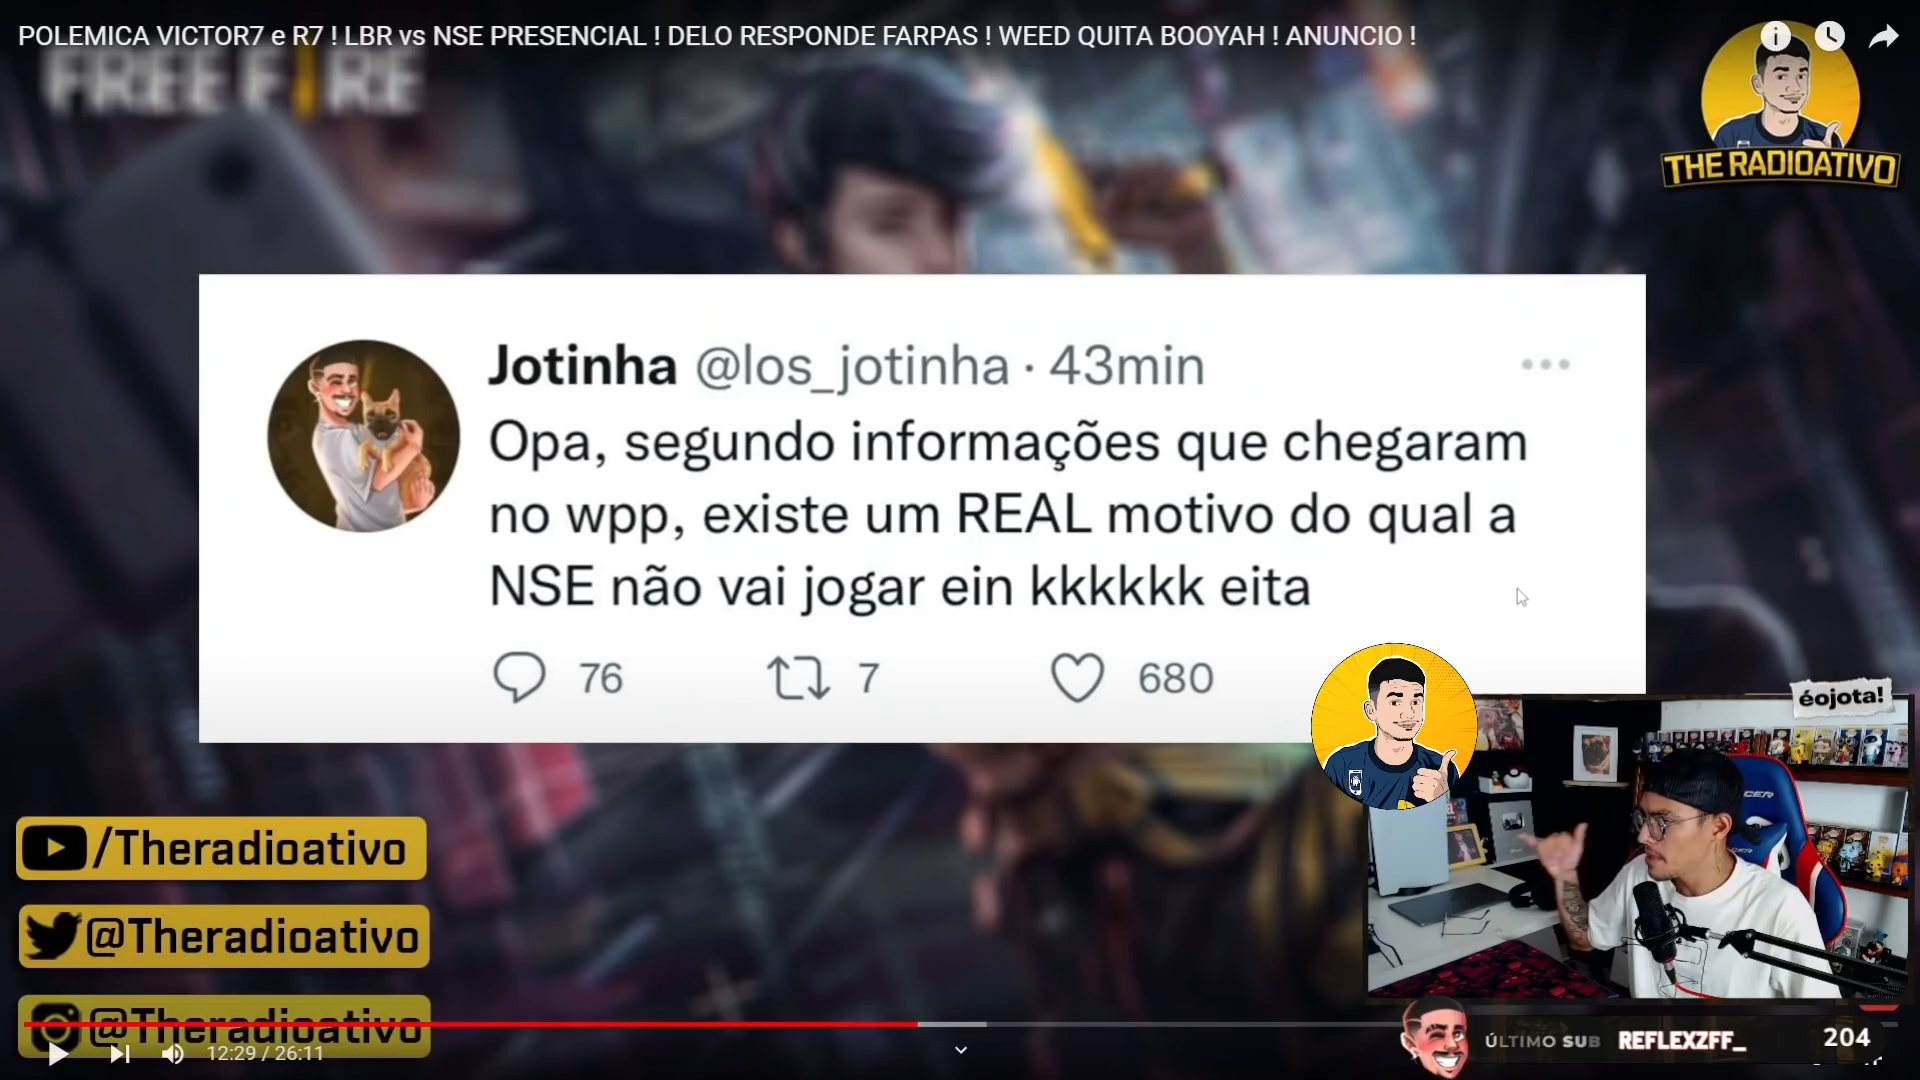 POLEMICA VICTOR7 e R7 ! LBR vs NSE PRESENCIAL ! DELO RESPONDE FARPAS ! WEED QUITA BOOYAH ! ANUNCIO !
FREE FIRE
THE RADIOATIVO
Jotinha @los_jotinha · 43min
Opa, segundo informações que chegaram
no wpp, existe um REAL motivo do qual a
NSE não vai jogar ein kkkkkk eita
76 7 680
éojota!
/Theradioativo
@Theradioativo
@Theradioativo
12:29 / 26:11
ÚLTIMO SUB REFLEXZFF_ 204